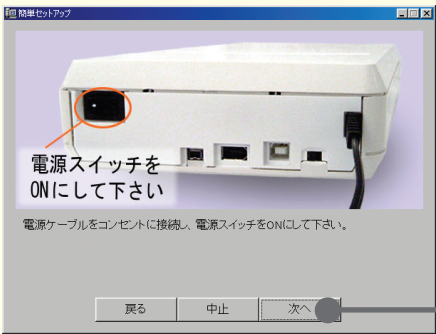 簡単セットアップ
電源スイッチを
ONにして下さい
電源ケーブルをコンセントに接続し、電源スイッチをONにして下さい。
戻る
中止
次へ